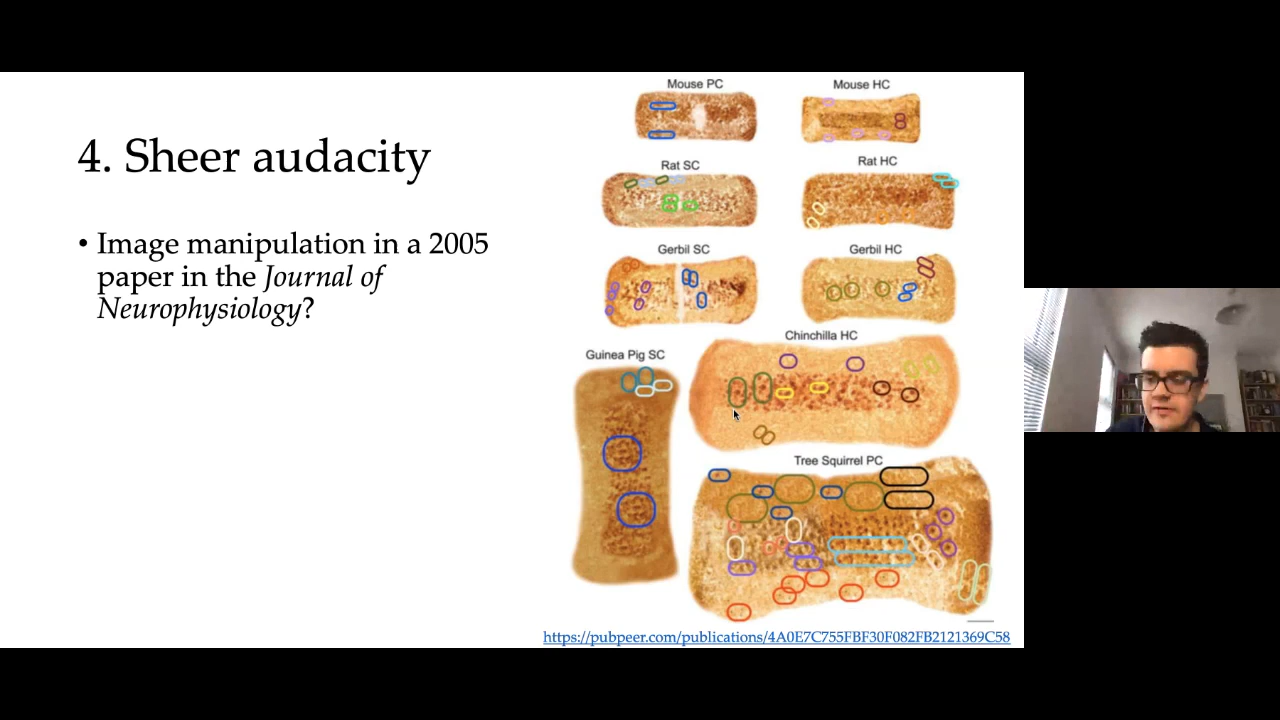 4. Sheer audacity
• Image manipulation in a 2005
paper in the Journal of
Neurophysiology?
Mouse PC
Mouse HC
Rat SC
Rat HC
Gerbil SC
Gerbil HC
Chinchilla HC
Guinea Pig SC
Tree Squirrel PC
https://pubpeer.com/publications/4A0E7C755FBF30F082FB2121369C58